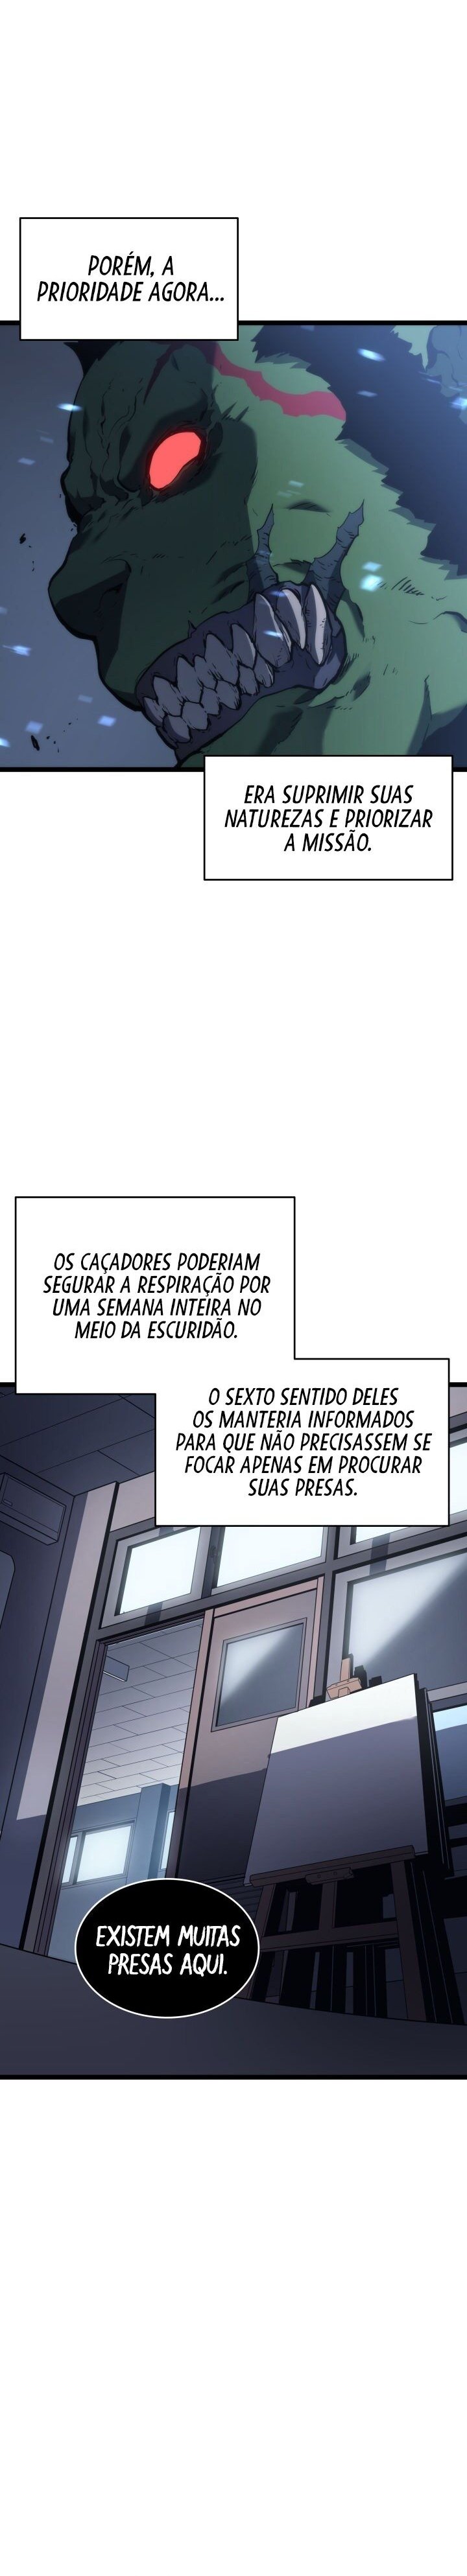 PORÉM, A
PRIORIDADE AGORA...
ERA SUPRIMIR SUAS
NATUREZAS E PRIORIZAR
A MISSÃO.
OS CAÇADORES PODERIAM
SEGURAR A RESPIRAÇÃO POR
UMA SEMANA INTEIRA NO
MEIO DA ESCURIDÃO.
O SEXTO SENTIDO DELES
OS MANTERIA INFORMADOS
PARA QUE NÃO PRECISASSEM SE
FOCAR APENAS EM PROCURAR
SUAS PRESAS.
EXISTEM MUITAS
PRESAS AQUI.